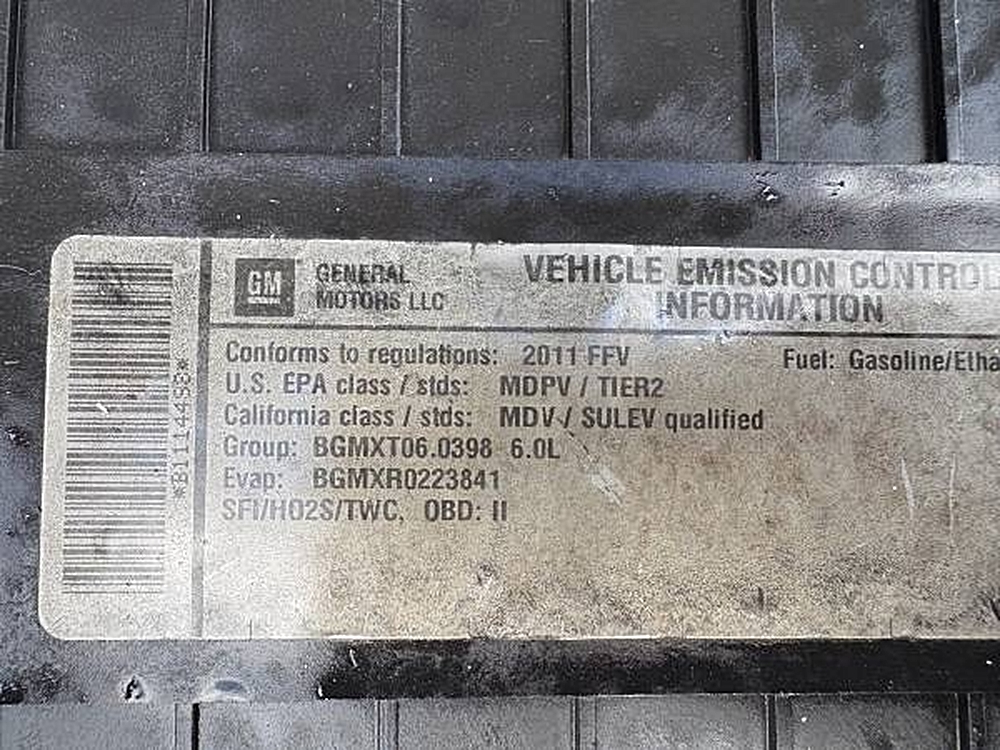 GM GENERAL MOTORS LLC
VEHICLE EMISSION CONTROL
INFORMATION
Conforms to regulations: 2011 FFV Fuel: Gasoline/Etha
U.S. EPA class / stds: MDPV / TIER2
California class / stds: MDV / SULEV qualified
Group: BGMXT06.0398 6.0L
Evap: BGMXR0223841
SFI/HO2S/TWC, OBD: II